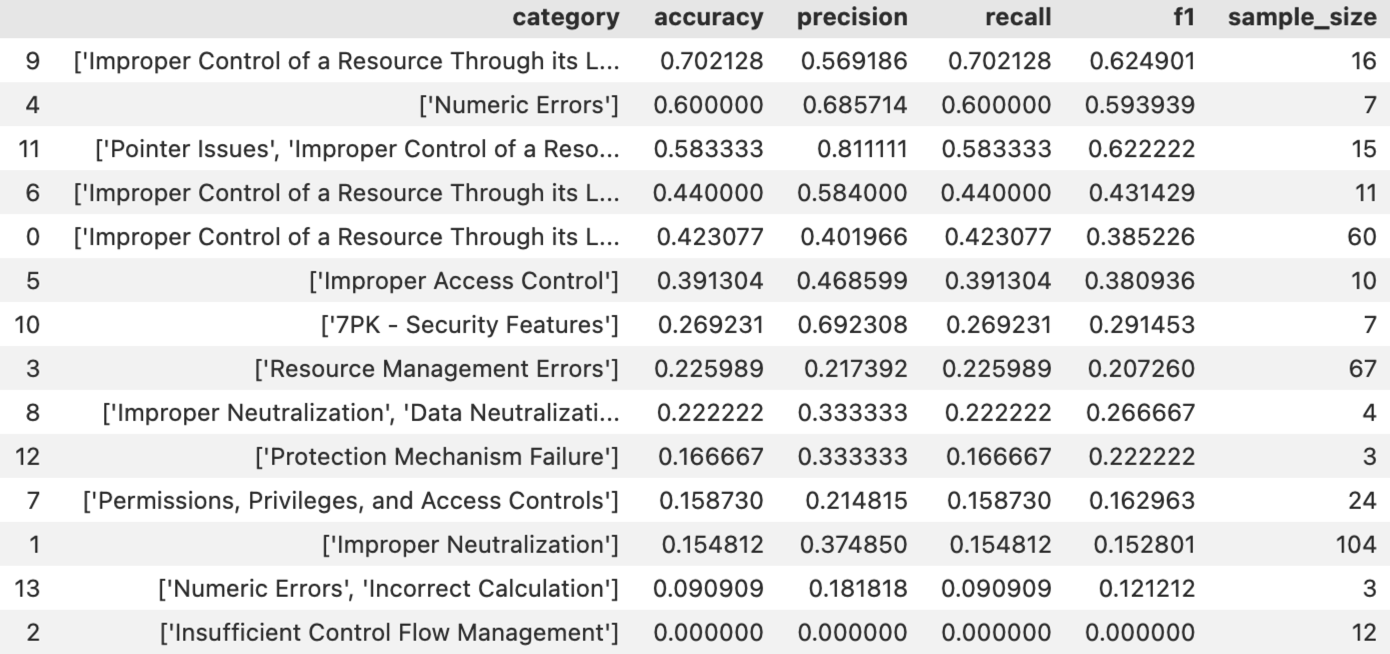 category accuracy precision recall f1 sample_size
9 ['Improper Control of a Resource Through its L... 0.702128 0.569186 0.702128 0.624901 16
4 ['Numeric Errors'] 0.600000 0.685714 0.600000 0.593939 7
11 ['Pointer Issues', 'Improper Control of a Reso... 0.583333 0.811111 0.583333 0.622222 15
6 ['Improper Control of a Resource Through its L... 0.440000 0.584000 0.440000 0.431429 11
0 ['Improper Control of a Resource Through its L... 0.423077 0.401966 0.423077 0.385226 60
5 ['Improper Access Control'] 0.391304 0.468599 0.391304 0.380936 10
10 ['7PK - Security Features'] 0.269231 0.692308 0.269231 0.291453 7
3 ['Resource Management Errors'] 0.225989 0.217392 0.225989 0.207260 67
8 ['Improper Neutralization', 'Data Neutralizati... 0.222222 0.333333 0.222222 0.266667 4
12 ['Protection Mechanism Failure'] 0.166667 0.333333 0.166667 0.222222 3
7 ['Permissions, Privileges, and Access Controls'] 0.158730 0.214815 0.158730 0.162963 24
1 ['Improper Neutralization'] 0.154812 0.374850 0.154812 0.152801 104
13 ['Numeric Errors', 'Incorrect Calculation'] 0.090909 0.181818 0.090909 0.121212 3
2 ['Insufficient Control Flow Management'] 0.000000 0.000000 0.000000 0.000000 12